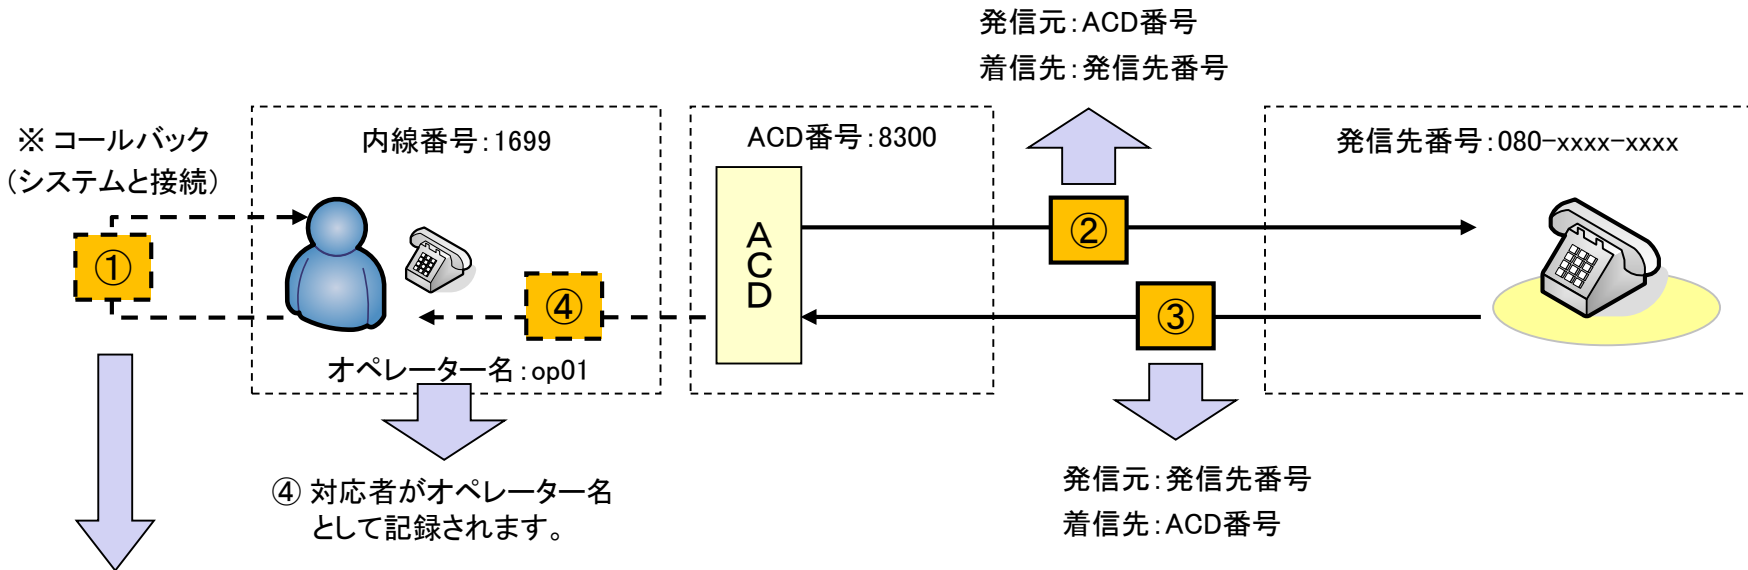 発信元:ACD番号
着信先:発信先番号
※ コールバック
(システムと接続)
内線番号:1699
ACD番号:8300
発信先番号:080-xxxx-xxxx
①
②
③
④
A
C
D
オペレーター名:op01
④ 対応者がオペレーター名
として記録されます。
発信元:発信先番号
着信先:ACD番号